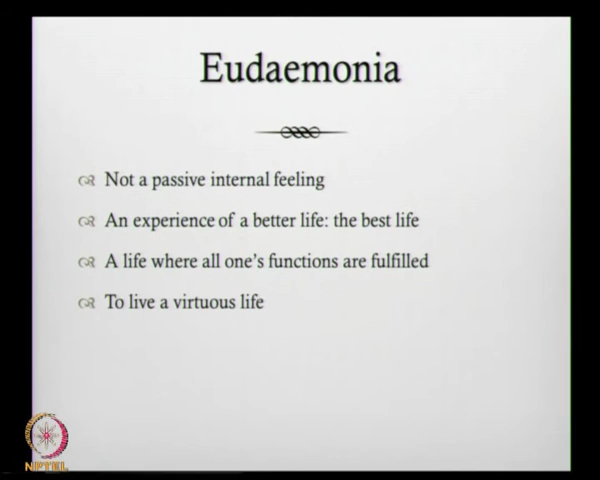 Eudaemonia
Not a passive internal feeling
An experience of a better life: the best life
A life where all one's functions are fulfilled
To live a virtuous life
NPTEL